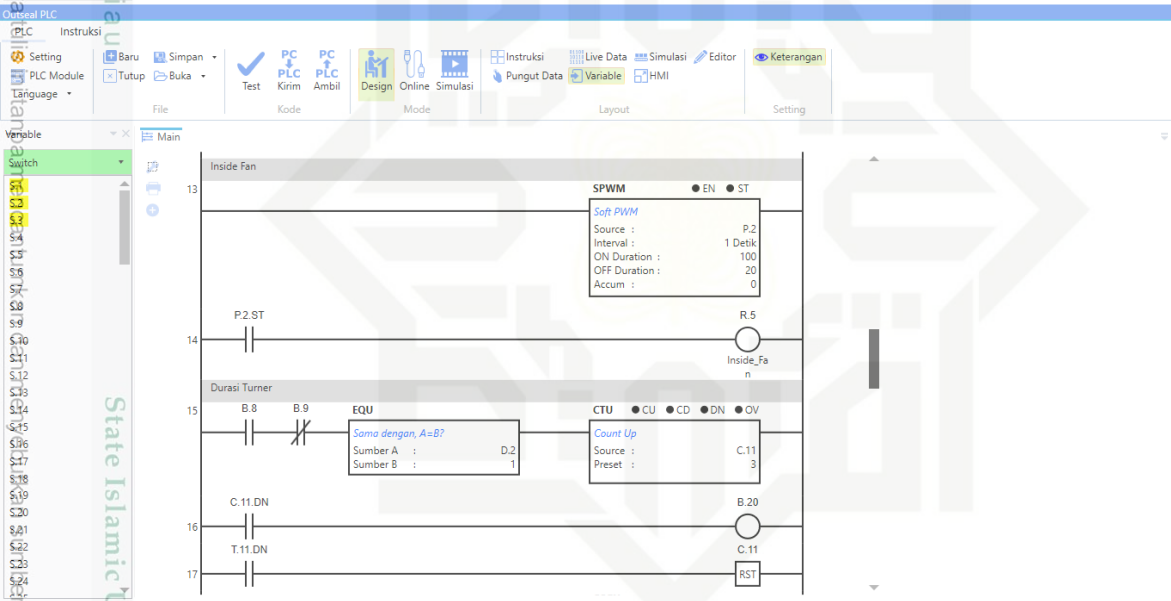 Outseal PLC
PLC Instruksi
Setting
PLC Module
Language
Baru Simpan
Tutup Buka
File
Test
PC PLC Kirim
PC PLC Ambil
Kode
Design Online Simulasi
Mode
Instruksi Live Data Simulasi Editor
Pungut Data Variable HMI
Layout
Keterangan
Setting
Variable
Switch
S.1
S.2
S.3
S.4
S.5
S.6
S.7
S.8
S.9
S.10
S.11
S.12
S.13
S.14
S.15
S.16
S.17
S.18
S.19
S.20
S.21
S.22
S.23
S.24
Main
Inside Fan
13
SPWM EN ST
Soft PWM
Source : P.2
Interval : 1 Detik
ON Duration : 100
OFF Duration : 20
Accum : 0
P.2.ST R.5
14
Inside_Fa
n
Durasi Turner
15
B.8 B.9 EQU
Sama dengan, A=B?
Sumber A : D.2
Sumber B : 1
CTU CU CD DN OV
Count Up
Source : C.11
Preset : 3
C.11.DN B.20
16
T.11.DN C.11
17 RST
State Islamic